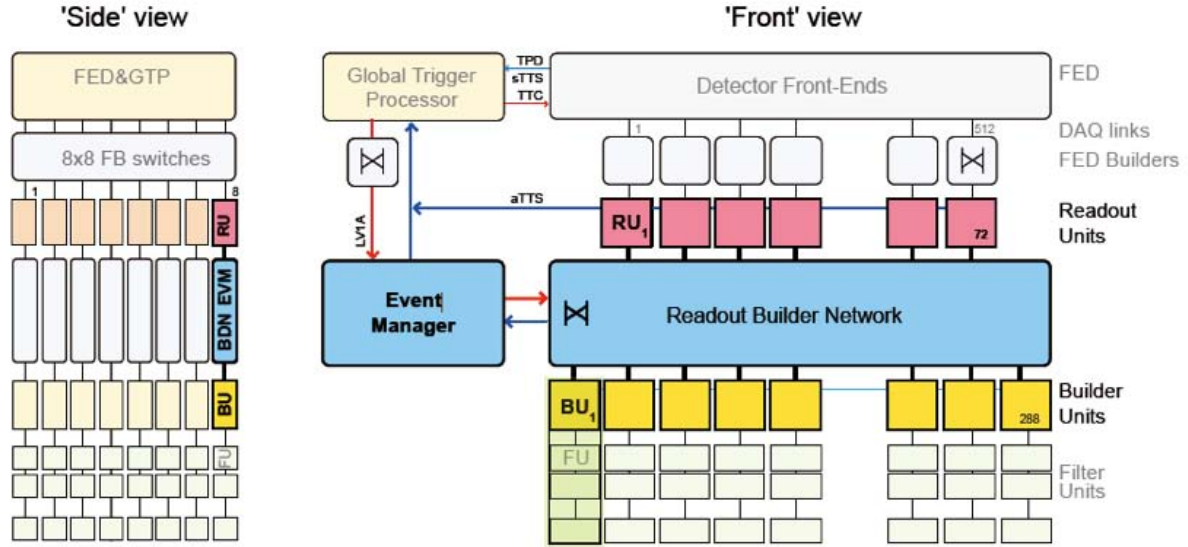 'Side' view
'Front' view
FED&GTP
8x8 FB switches
1
8
RU
BDN EVM
BU
FU
Global Trigger
Processor
TPD
sTTS
TTC
Detector Front-Ends
FED
1
512
DAQ links
FED Builders
aTTS
LV1A
RU1
72
Readout
Units
Event
Manager
Readout Builder Network
BU1
288
Builder
Units
FU
Filter
Units